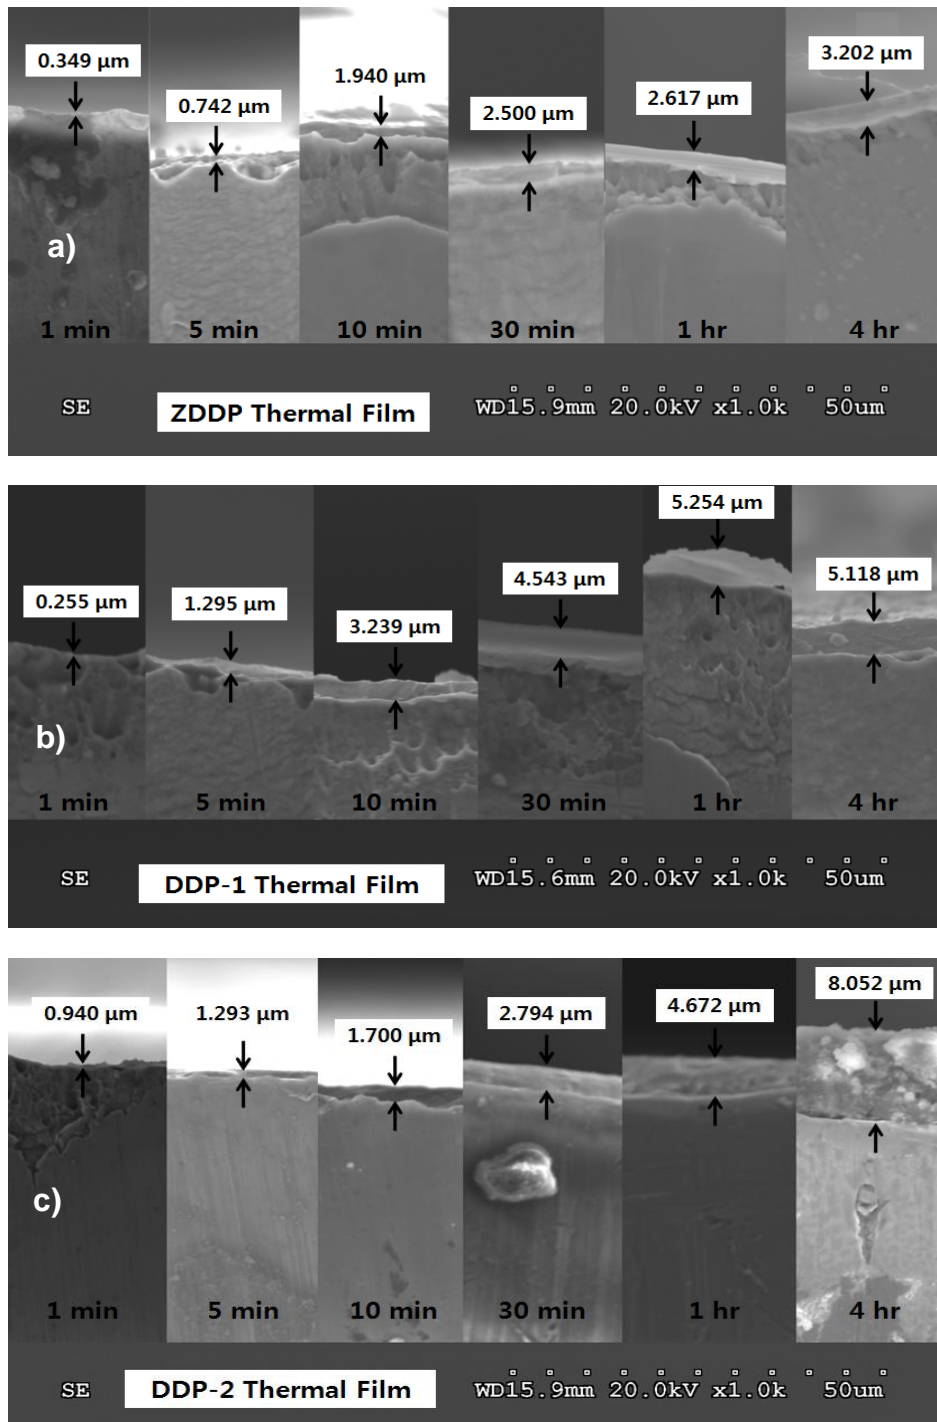 0.349 µm
0.742 µm
1.940 µm
2.500 µm
2.617 µm
3.202 µm
a)
1 min
5 min
10 min
30 min
1 hr
4 hr
SE
ZDDP Thermal Film
WD15.9mm 20.0kV x1.0k 50um
0.255 µm
1.295 µm
3.239 µm
4.543 µm
5.254 µm
5.118 µm
b)
1 min
5 min
10 min
30 min
1 hr
4 hr
SE
DDP-1 Thermal Film
WD15.6mm 20.0kV x1.0k 50um
0.940 µm
1.293 µm
1.700 µm
2.794 µm
4.672 µm
8.052 µm
c)
1 min
5 min
10 min
30 min
1 hr
4 hr
SE
DDP-2 Thermal Film
WD15.9mm 20.0kV x1.0k 50um